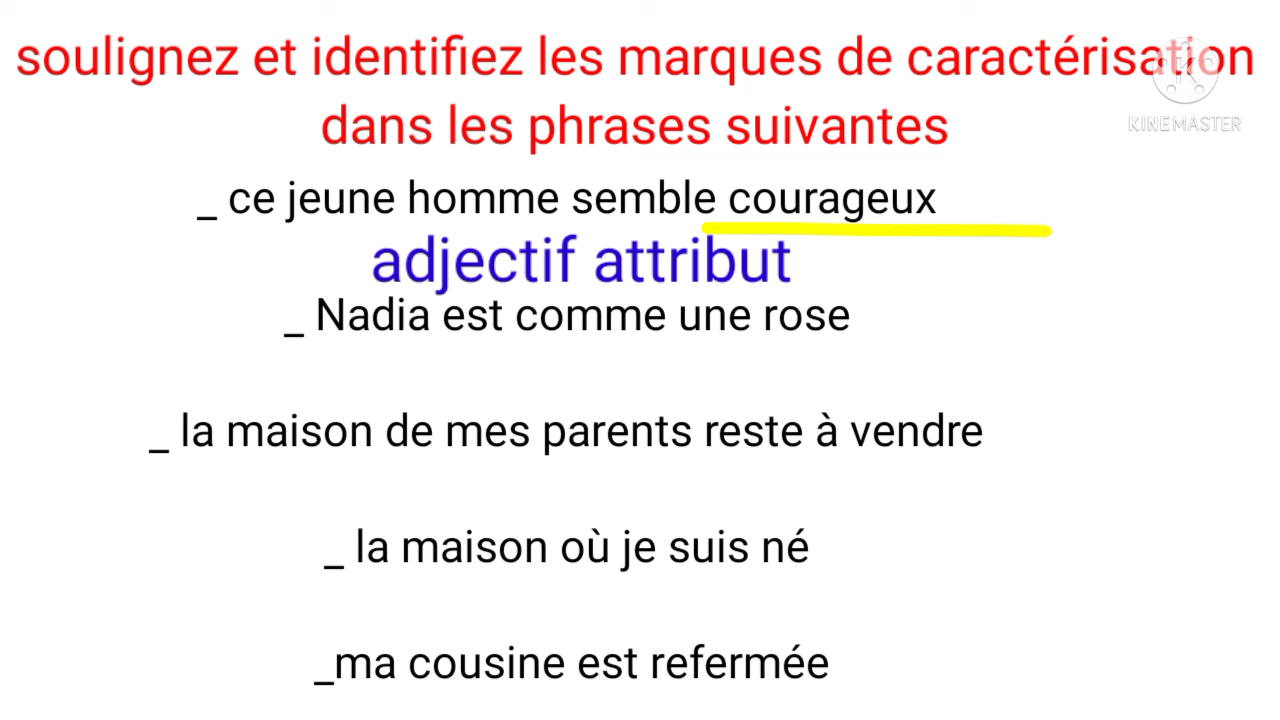 soulignez et identifiez les marques de caractérisation
dans les phrases suivantes
KINEMASTER
_ ce jeune homme semble courageux
adjectif attribut
_ Nadia est comme une rose
_ la maison de mes parents reste à vendre
_ la maison où je suis né
_ma cousine est refermée